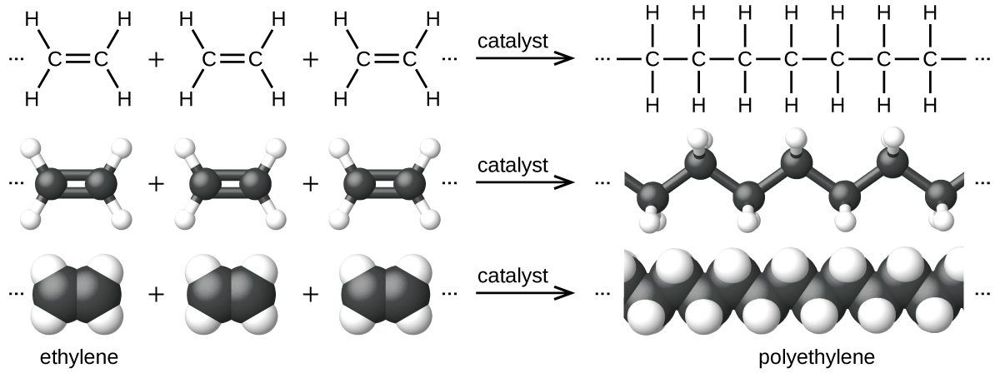 H H H H H H H H H H H H H
··· C=C + C=C + C=C ··· catalyst ··· —C—C—C—C—C—C—C— ···
H H H H H H H H H H H H H
··· + + ··· catalyst ··· ···
··· + + ··· catalyst ··· ···
ethylene polyethylene